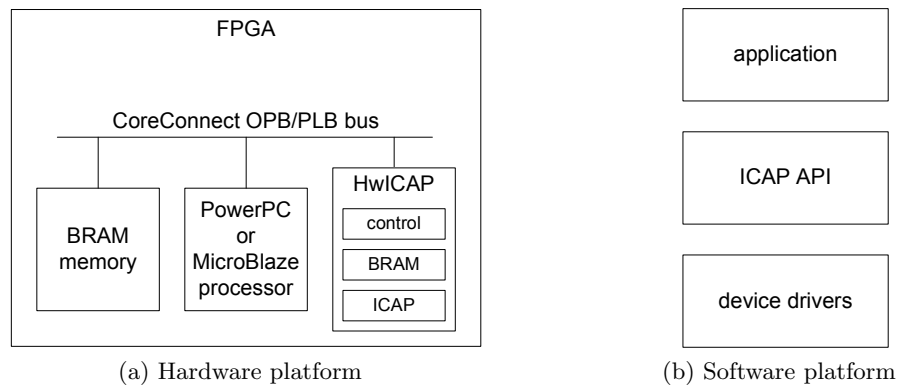 FPGA
CoreConnect OPB/PLB bus
BRAM
memory
PowerPC
or
MicroBlaze
processor
HwICAP
control
BRAM
ICAP
(a) Hardware platform
application
ICAP API
device drivers
(b) Software platform